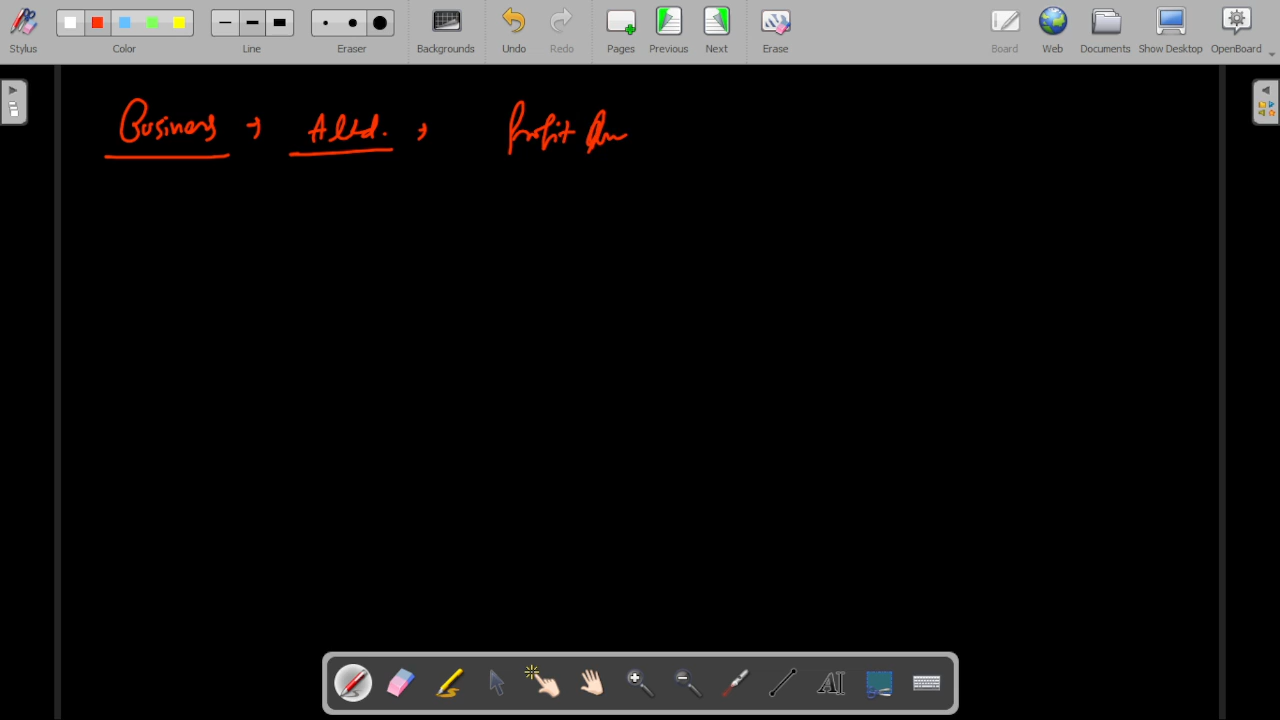 Stylus Color Line Eraser Backgrounds Undo Redo Pages Previous Next Erase Board Web Documents Show Desktop OpenBoard
Business → A Ltd. → Profit